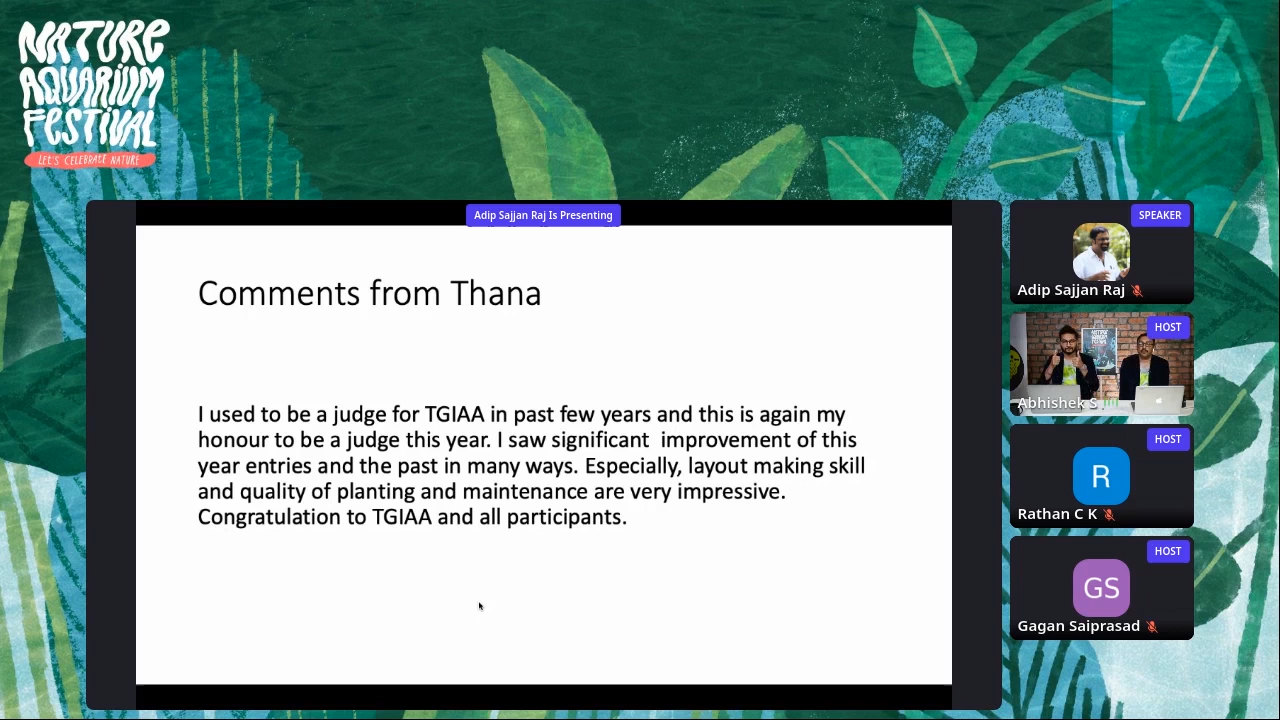 NATURE
AQUARIUM
FESTIVAL
LET'S CELEBRATE NATURE
Adip Sajjan Raj Is Presenting
Comments from Thana
I used to be a judge for TGIAA in past few years and this is again my
honour to be a judge this year. I saw significant  improvement of this
year entries and the past in many ways. Especially, layout making skill
and quality of planting and maintenance are very impressive.
Congratulation to TGIAA and all participants.
SPEAKER
Adip Sajjan Raj
HOST
Abhishek S
HOST
R
Rathan C K
HOST
GS
Gagan Saiprasad